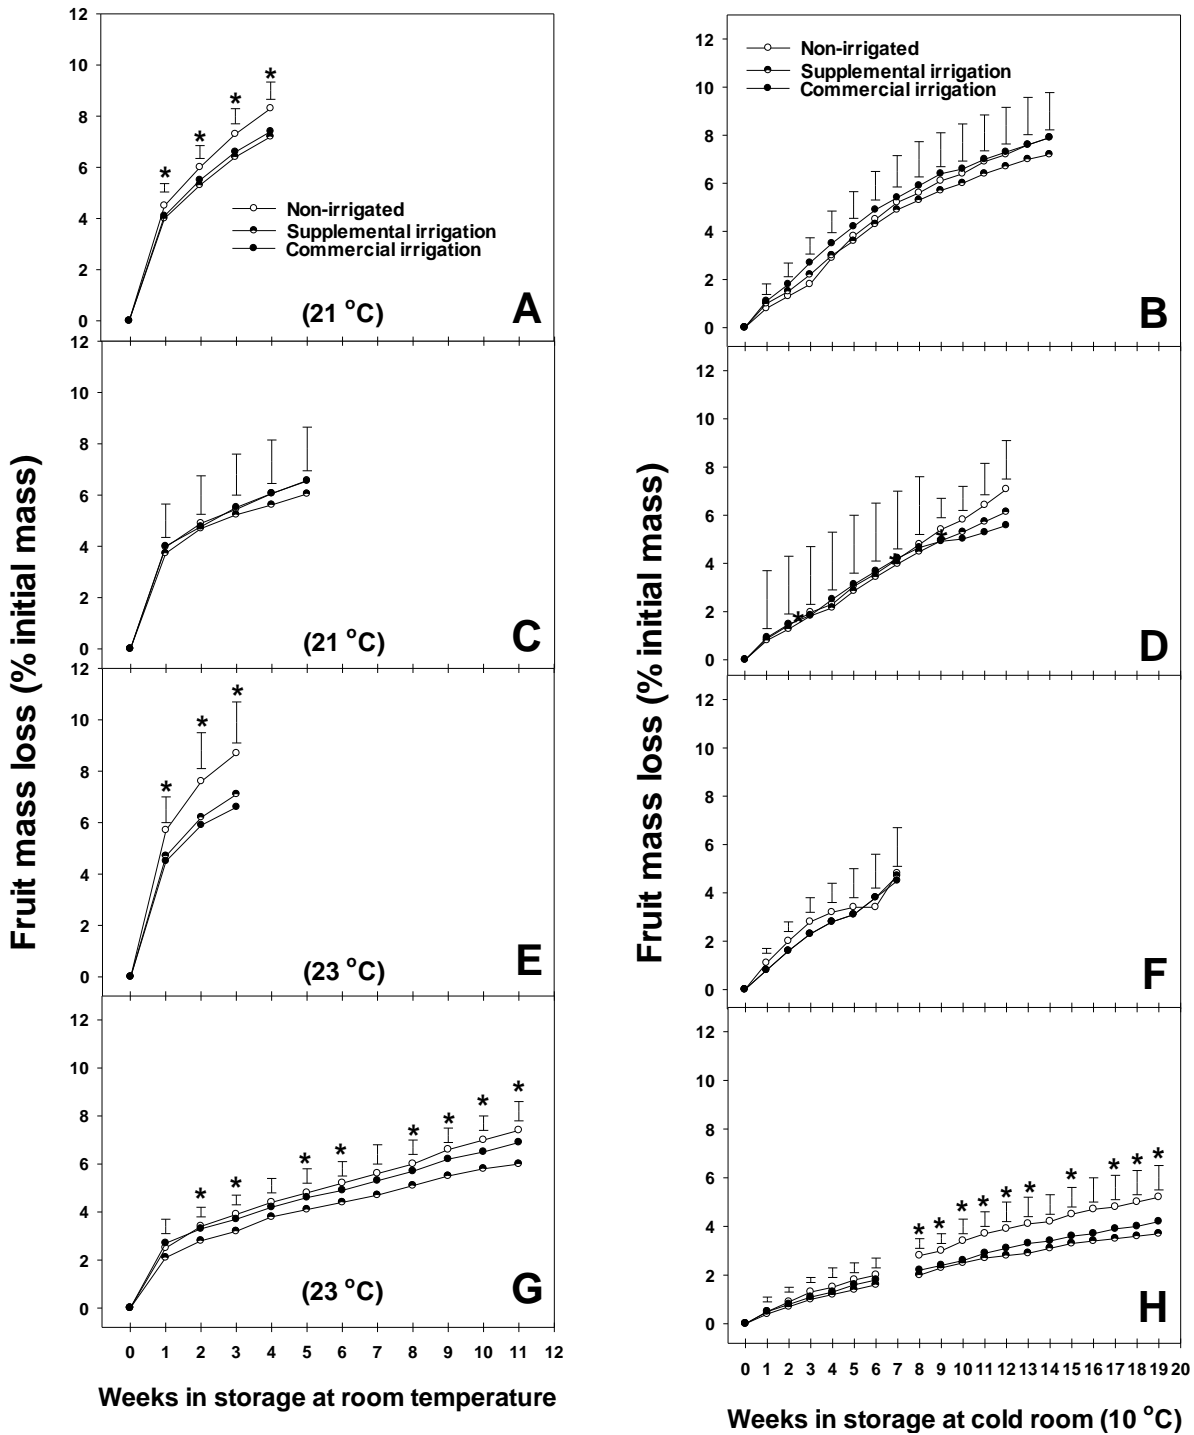 12
10
8
6
4
2
0
*
*
*
*
Non-irrigated
Supplemental irrigation
Commercial irrigation
(21 °C)
A
12
10
8
6
4
2
0
Non-irrigated
Supplemental irrigation
Commercial irrigation
B
12
10
8
6
4
2
0
(21 °C)
C
12
10
8
6
4
2
0
*
*
*
D
12
10
8
6
4
2
0
*
*
*
(23 °C)
E
12
10
8
6
4
2
0
F
12
10
8
6
4
2
0
* * * * * * * *
(23 °C)
G
12
10
8
6
4
2
0
* * * * * * * * * *
H
Fruit mass loss (% initial mass)
Fruit mass loss (% initial mass)
0 1 2 3 4 5 6 7 8 9 10 11 12
Weeks in storage at room temperature
0 1 2 3 4 5 6 7 8 9 10 11 12 13 14 15 16 17 18 19 20
Weeks in storage at cold room (10 °C)